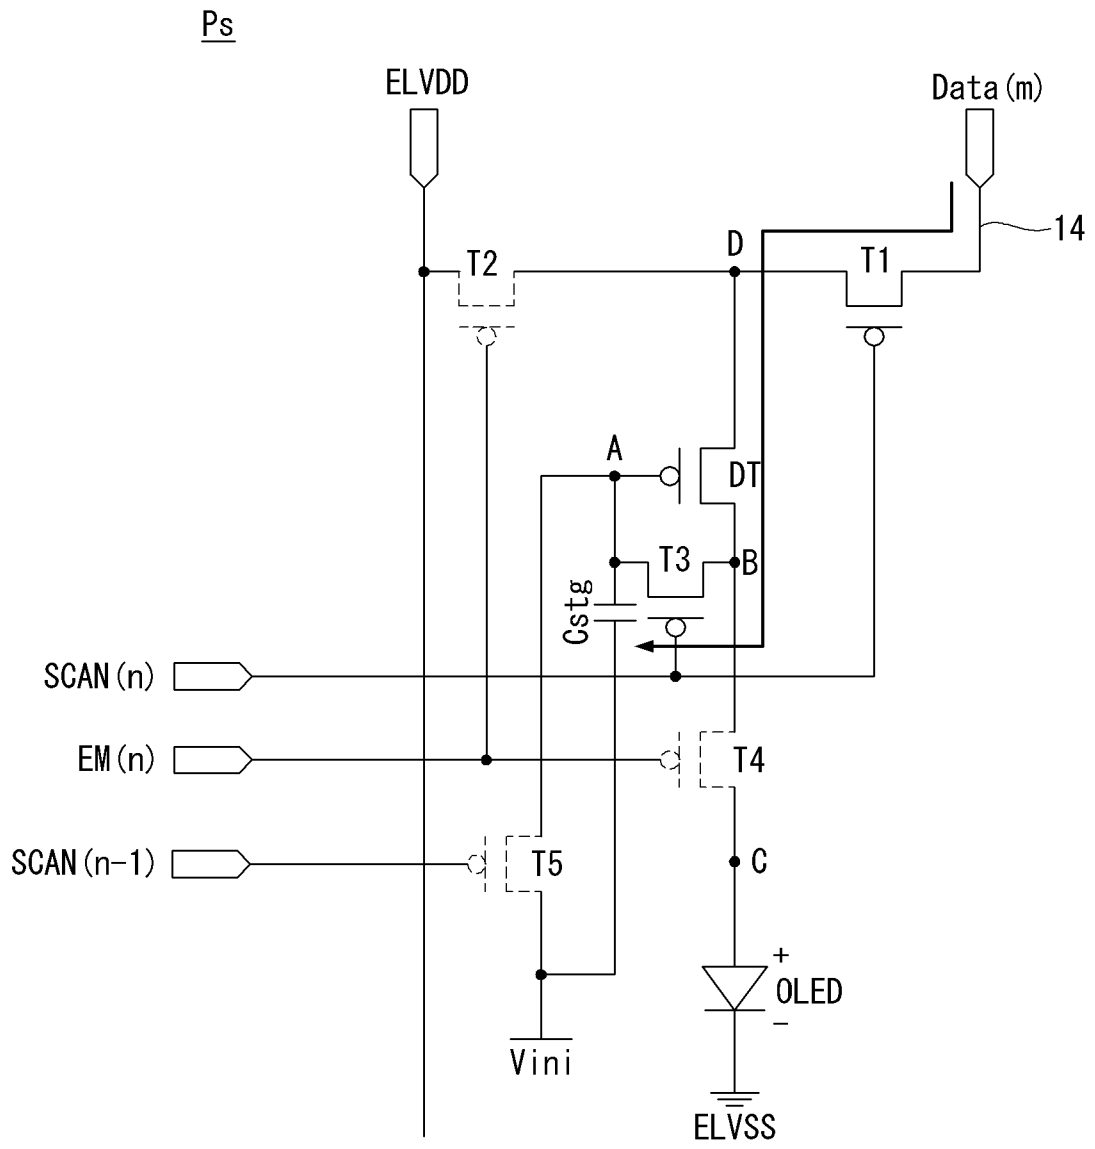 Ps
ELVDD
Data(m)
D
T2
T1
14
A
DT
T3
B
Cstg
SCAN(n)
EM(n)
T4
SCAN(n-1)
T5
C
+
OLED
−
Vini
ELVSS